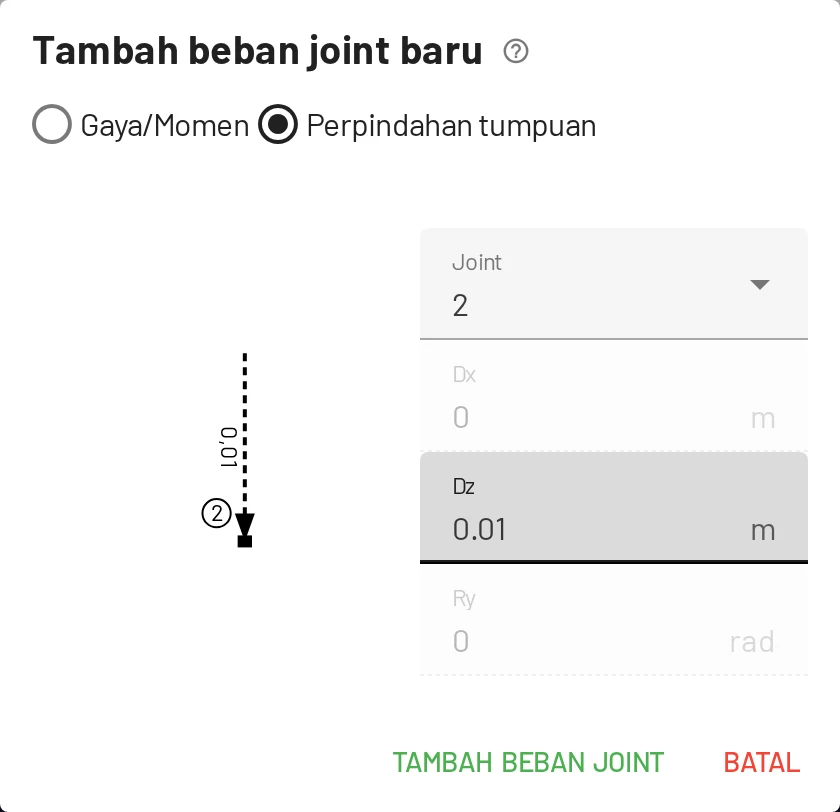 Tambah beban joint baru ?
Gaya/Momen Perpindahan tumpuan
Joint
2
Dx
0 m
0,01
2
Dz
0.01 m
Ry
0 rad
TAMBAH BEBAN JOINT BATAL